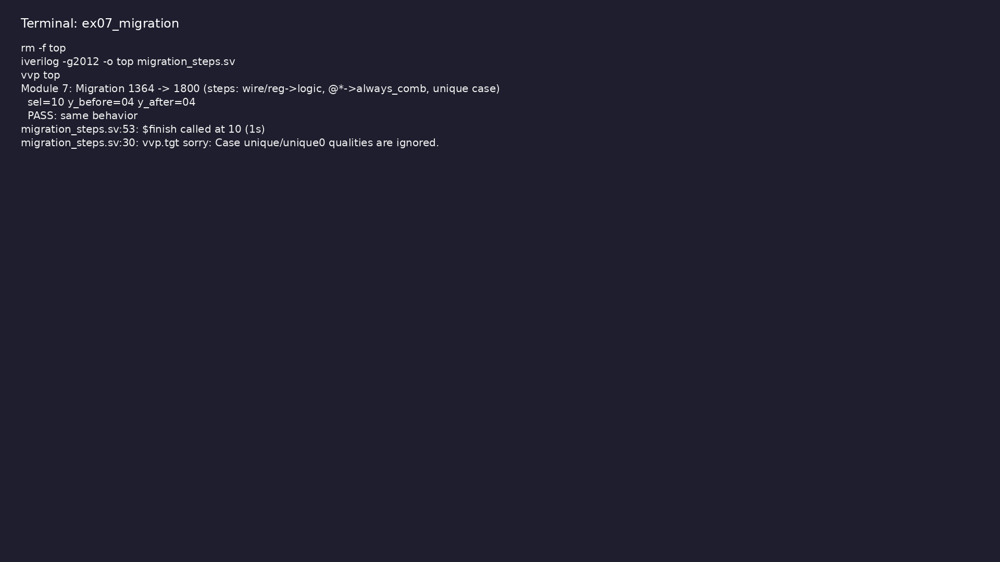 Terminal: ex07_migration
rm -f top
iverilog -g2012 -o top migration_steps.sv
vvp top
Module 7: Migration 1364 -> 1800 (steps: wire/reg->logic, @*->always_comb, unique case)
  sel=10 y_before=04 y_after=04
  PASS: same behavior
migration_steps.sv:53: $finish called at 10 (1s)
migration_steps.sv:30: vvp.tgt sorry: Case unique/unique0 qualities are ignored.